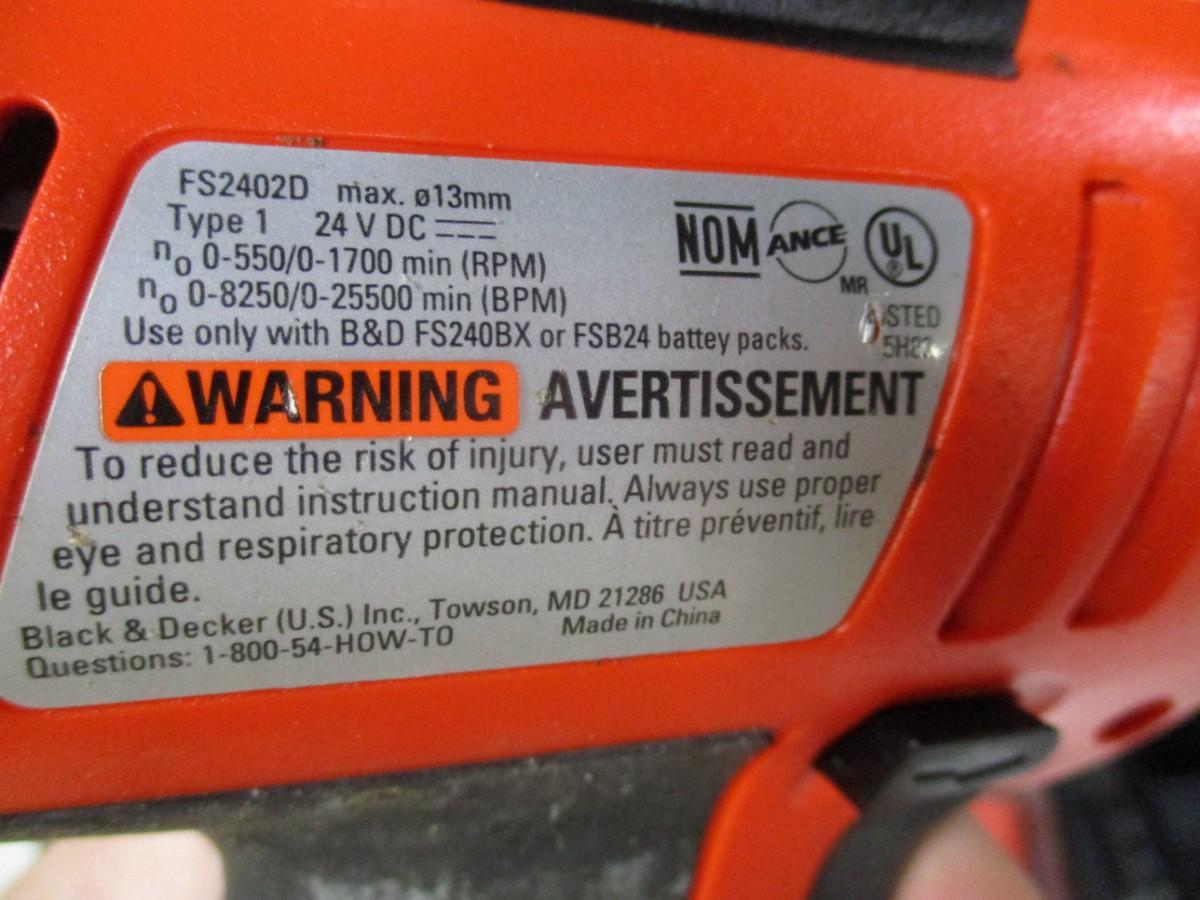 FS2402D max. ø13mm
Type 1 24 V DC
n₀ 0-550/0-1700 min (RPM)
n₀ 0-8250/0-25500 min (BPM)
Use only with B&D FS240BX or FSB24 battey packs.
NOM ANCE MR UL ®
WARNING AVERTISSEMENT
To reduce the risk of injury, user must read and
understand instruction manual. Always use proper
eye and respiratory protection. À titre préventif, lire
le guide.
Black & Decker (U.S.) Inc., Towson, MD 21286 USA
Questions: 1-800-54-HOW-TO Made in China